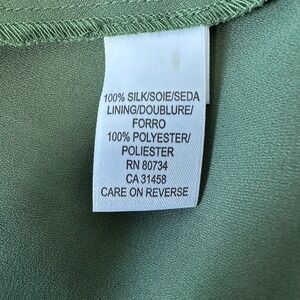 100% SILK/SOIE/SEDA
LINING/DOUBLURE/
FORRO
100% POLYESTER/
POLIESTER
RN 80734
CA 31458
CARE ON REVERSE